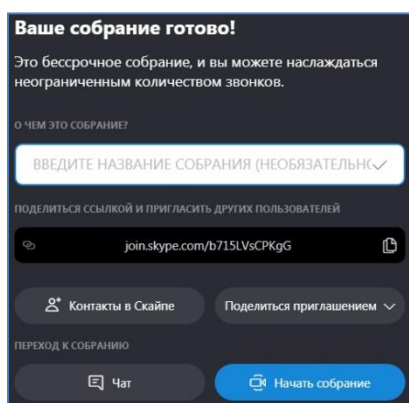 Ваше собрание готово!
Это бессрочное собрание, и вы можете наслаждаться
неограниченным количеством звонков.
О ЧЕМ ЭТО СОБРАНИЕ?
ВВЕДИТЕ НАЗВАНИЕ СОБРАНИЯ (НЕОБЯЗАТЕЛЬНО
ПОДЕЛИТЬСЯ ССЫЛКОЙ И ПРИГЛАСИТЬ ДРУГИХ ПОЛЬЗОВАТЕЛЕЙ
join.skype.com/b715LVsCPKgG
Контакты в Скайпе
Поделиться приглашением
ПЕРЕХОД К СОБРАНИЮ
Чат
Начать собрание